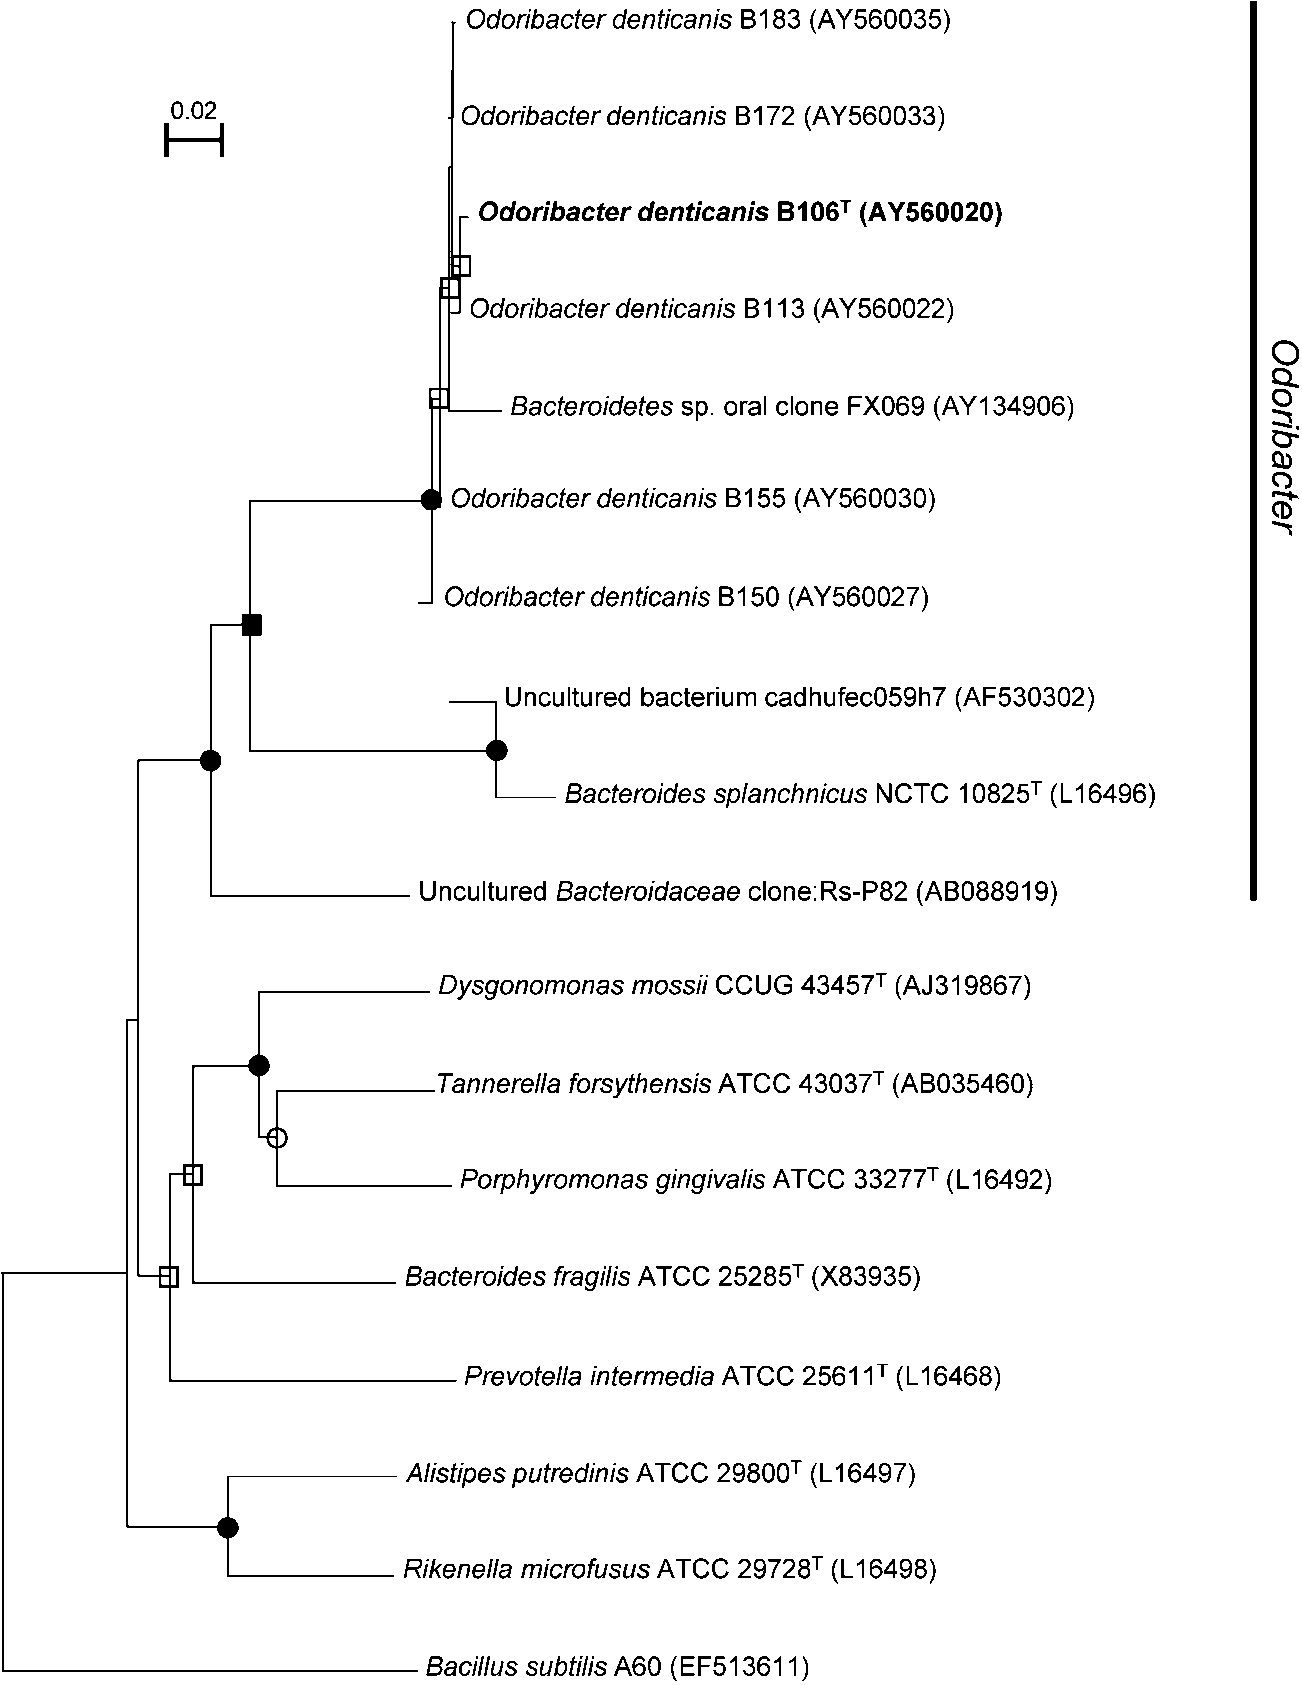 Odoribacter denticanis B183 (AY560035)
0.02
Odoribacter denticanis B172 (AY560033)
Odoribacter denticanis B106ᵀ (AY560020)
Odoribacter denticanis B113 (AY560022)
Bacteroidetes sp. oral clone FX069 (AY134906)
Odoribacter
Odoribacter denticanis B155 (AY560030)
Odoribacter denticanis B150 (AY560027)
Uncultured bacterium cadhufec059h7 (AF530302)
Bacteroides splanchnicus NCTC 10825ᵀ (L16496)
Uncultured Bacteroidaceae clone:Rs-P82 (AB088919)
Dysgonomonas mossii CCUG 43457ᵀ (AJ319867)
Tannerella forsythensis ATCC 43037ᵀ (AB035460)
Porphyromonas gingivalis ATCC 33277ᵀ (L16492)
Bacteroides fragilis ATCC 25285ᵀ (X83935)
Prevotella intermedia ATCC 25611ᵀ (L16468)
Alistipes putredinis ATCC 29800ᵀ (L16497)
Rikenella microfusus ATCC 29728ᵀ (L16498)
Bacillus subtilis A60 (EF513611)